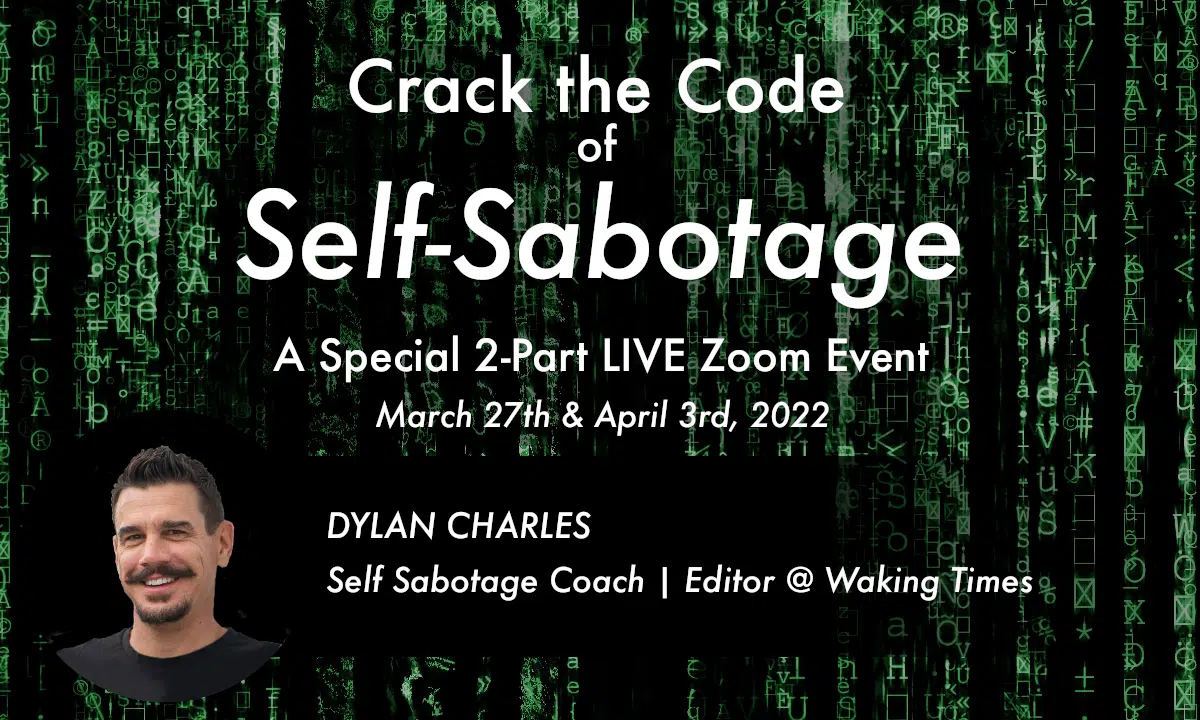 Crack the Code
of
Self-Sabotage
A Special 2-Part LIVE Zoom Event
March 27th & April 3rd, 2022
DYLAN CHARLES
Self Sabotage Coach | Editor @ Waking Times